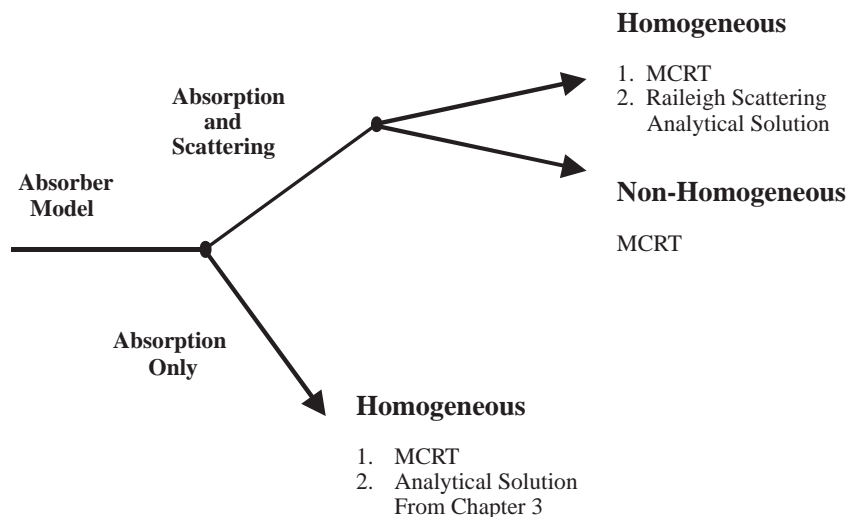 Homogeneous
1. MCRT
2. Raileigh Scattering
Analytical Solution
Absorption
and
Scattering
Absorber
Model
Non-Homogeneous
MCRT
Absorption
Only
Homogeneous
1. MCRT
2. Analytical Solution
From Chapter 3